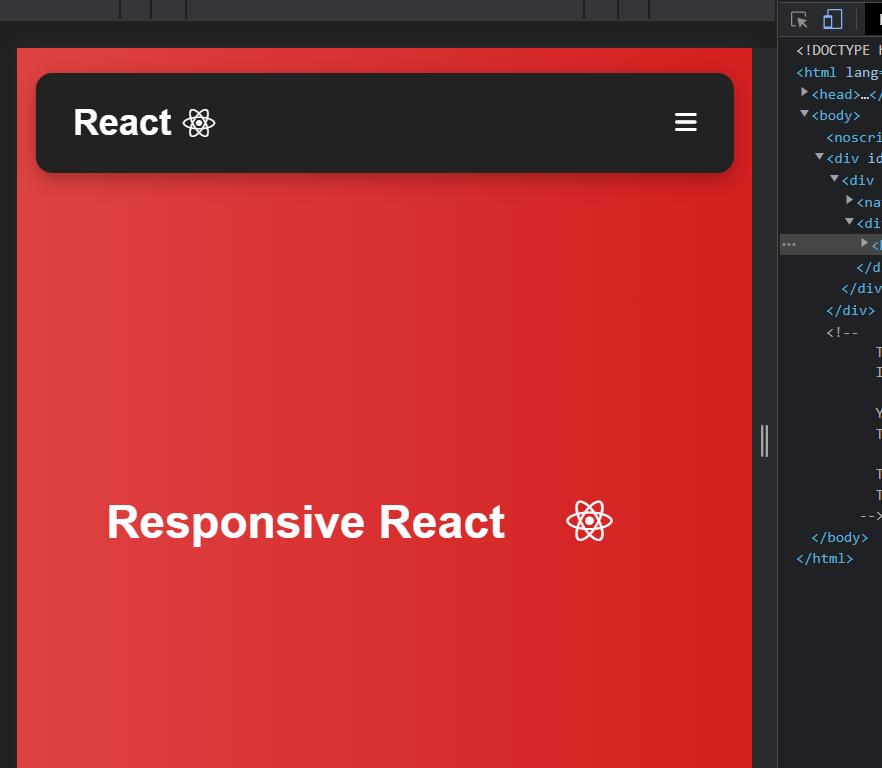 React
Responsive React
<!DOCTYPE
<html lang=
<head>…</
<body>
<noscri
<div id
<div
<na
<di
</d
</div
</div>
<!--
T
I
Y
T
T
T
-->
</body>
</html>